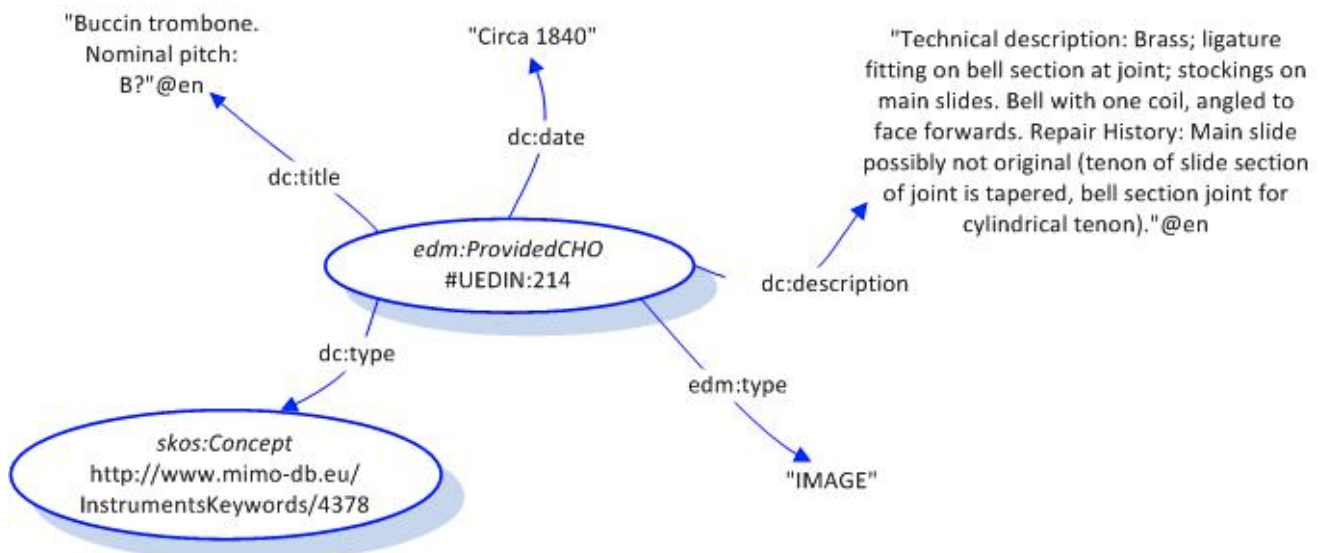 "Buccin trombone.
Nominal pitch:
B?"@en
"Circa 1840"
"Technical description: Brass; ligature
fitting on bell section at joint; stockings on
main slides. Bell with one coil, angled to
face forwards. Repair History: Main slide
possibly not original (tenon of slide section
of joint is tapered, bell section joint for
cylindrical tenon)."@en
dc:title
dc:date
edm:ProvidedCHO
#UEDIN:214
dc:description
dc:type
edm:type
skos:Concept
http://www.mimo-db.eu/
InstrumentsKeywords/4378
"IMAGE"